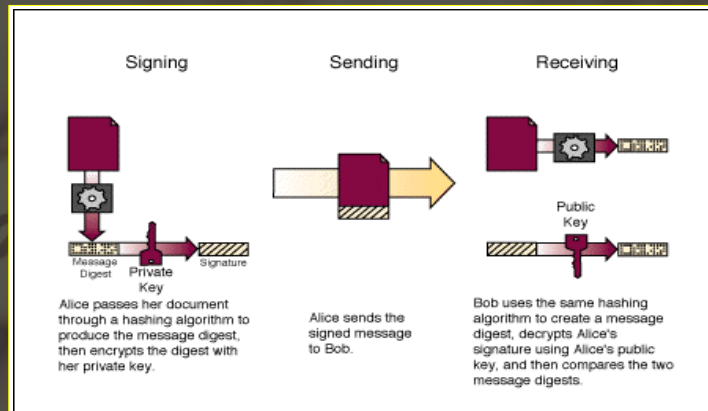 Signing
Sending
Receiving
Public
Key
Message
Digest
Private
Key
Signature
Alice passes her document
through a hashing algorithm to
produce the message digest,
then encrypts the digest with
her private key.
Alice sends the
signed message
to Bob.
Bob uses the same hashing
algorithm to create a message
digest, decrypts Alice's
signature using Alice's public
key, and then compares the two
message digests.